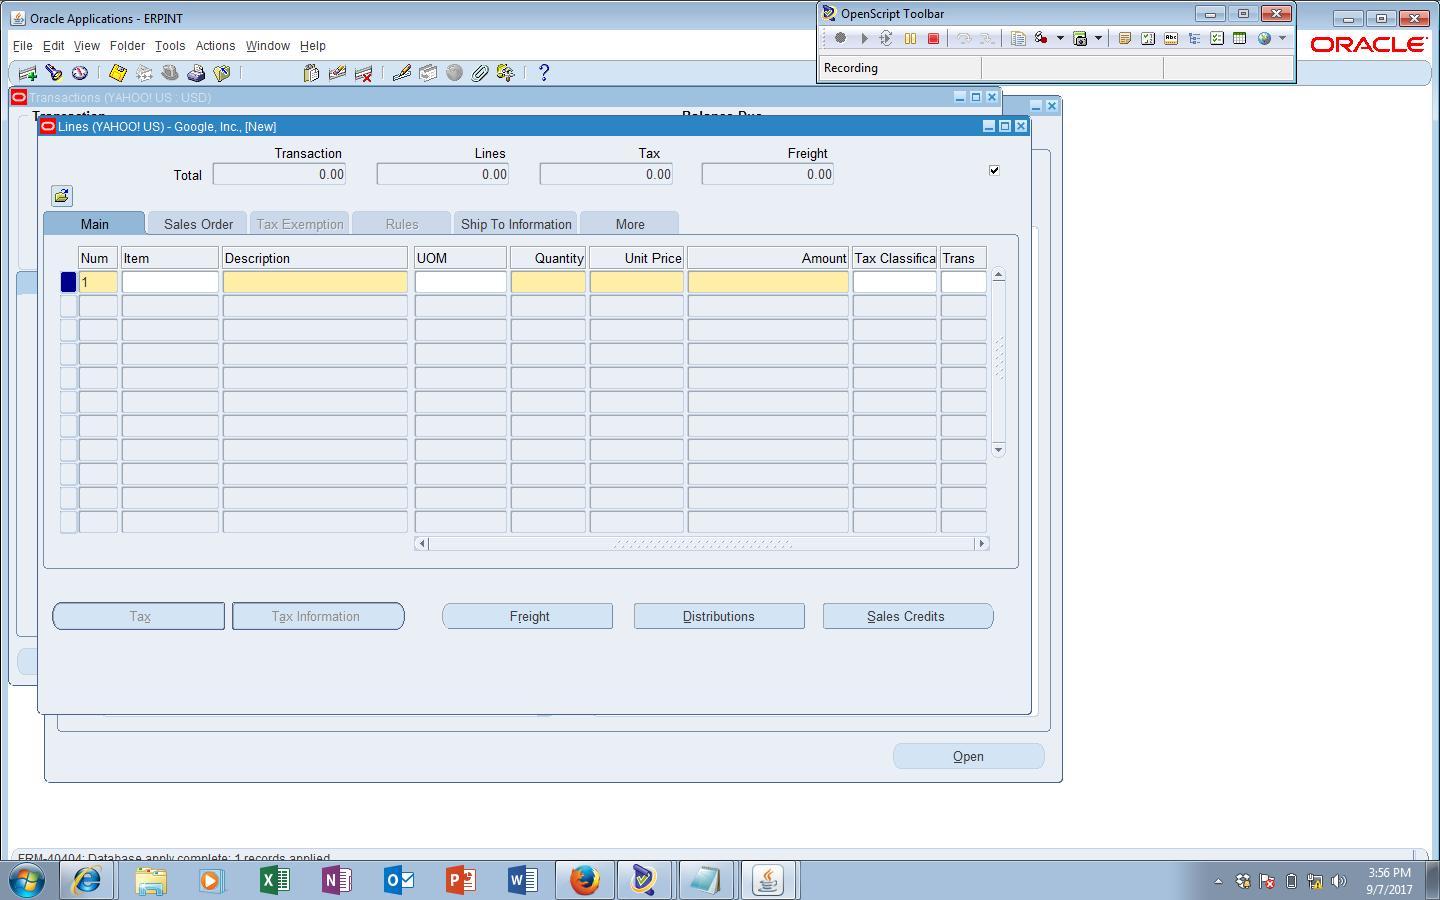 Oracle Applications - ERPINT
OpenScript Toolbar
File Edit View Folder Tools Actions Window Help
ORACLE
Recording
Transactions (YAHOO! US : USD)
Transaction
Balance Due
Lines (YAHOO! US) - Google, Inc., [New]
Transaction Lines Tax Freight
Total 0.00 0.00 0.00 0.00
Main Sales Order Tax Exemption Rules Ship To Information More
Num Item Description UOM Quantity Unit Price Amount Tax Classifica Trans
1
Tax Tax Information Freight Distributions Sales Credits
Open
FRM-40404: Database apply complete: 1 records applied
3:56 PM
9/7/2017